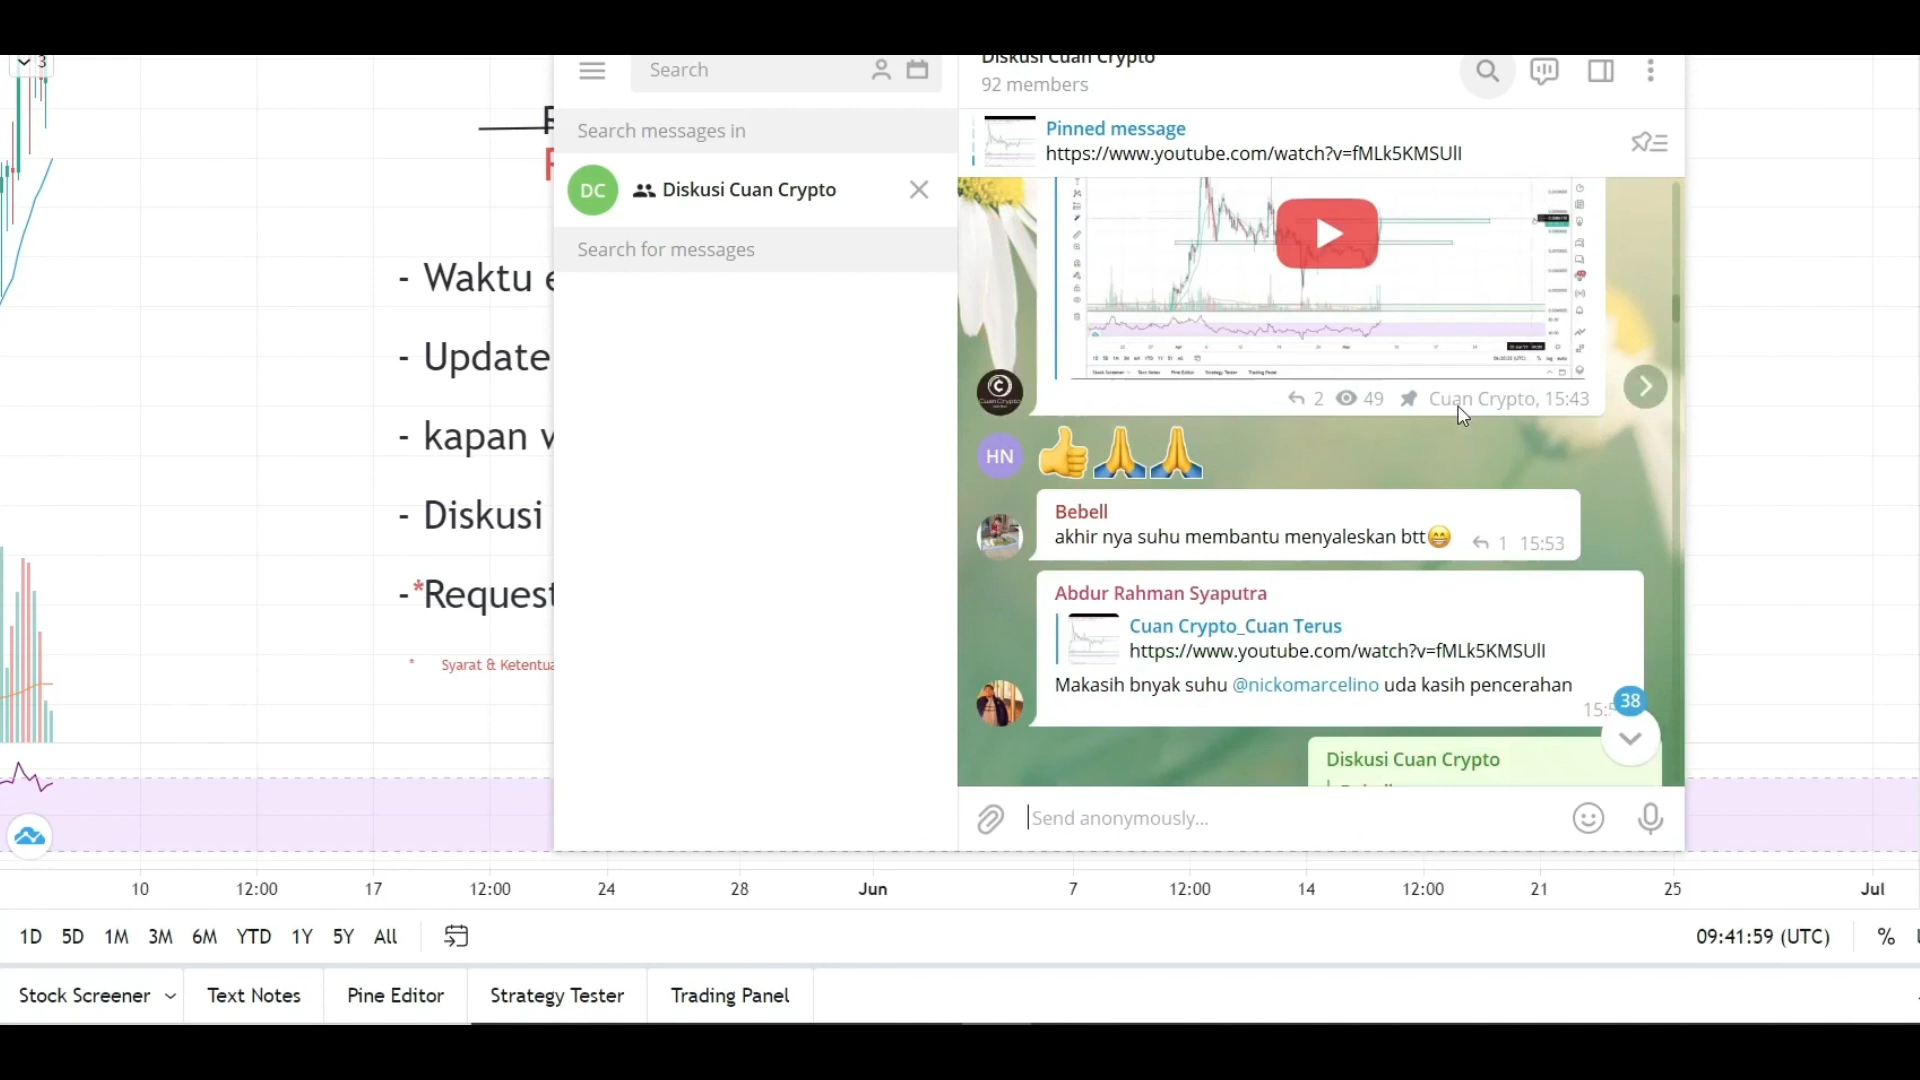 3
Search
Diskusi Cuan Crypto
92 members
Search messages in
Pinned message
https://www.youtube.com/watch?v=fMLk5KMSUlI
DC
Diskusi Cuan Crypto
Search for messages
- Waktu
- Update
- kapan
- Diskusi
-*Request
* Syarat & Ketentua
2 49 Cuan Crypto, 15:43
HN
Bebell
akhir nya suhu membantu menyaleskan btt😁 1 15:53
Abdur Rahman Syaputra
Cuan Crypto_Cuan Terus
https://www.youtube.com/watch?v=fMLk5KMSUlI
Makasih bnyak suhu @nickomarcelino uda kasih pencerahan
38
Diskusi Cuan Crypto
Send anonymously...
10 12:00 17 12:00 24 28 Jun 7 12:00 14 12:00 21 25 Jul
1D 5D 1M 3M 6M YTD 1Y 5Y All 09:41:59 (UTC) %
Stock Screener Text Notes Pine Editor Strategy Tester Trading Panel